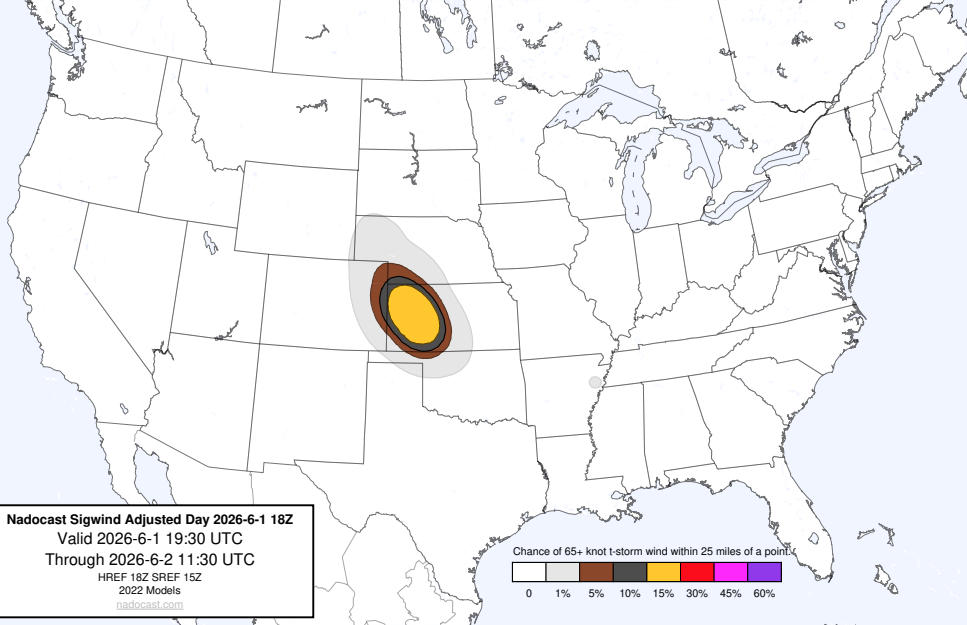 Nadocast Sigwind Adjusted Day 2026-6-1 18Z
Valid 2026-6-1 19:30 UTC
Through 2026-6-2 11:30 UTC
HREF 18Z SREF 15Z
2022 Models
nadocast.com
Chance of 65+ knot t-storm wind within 25 miles of a point.
0 1% 5% 10% 15% 30% 45% 60%